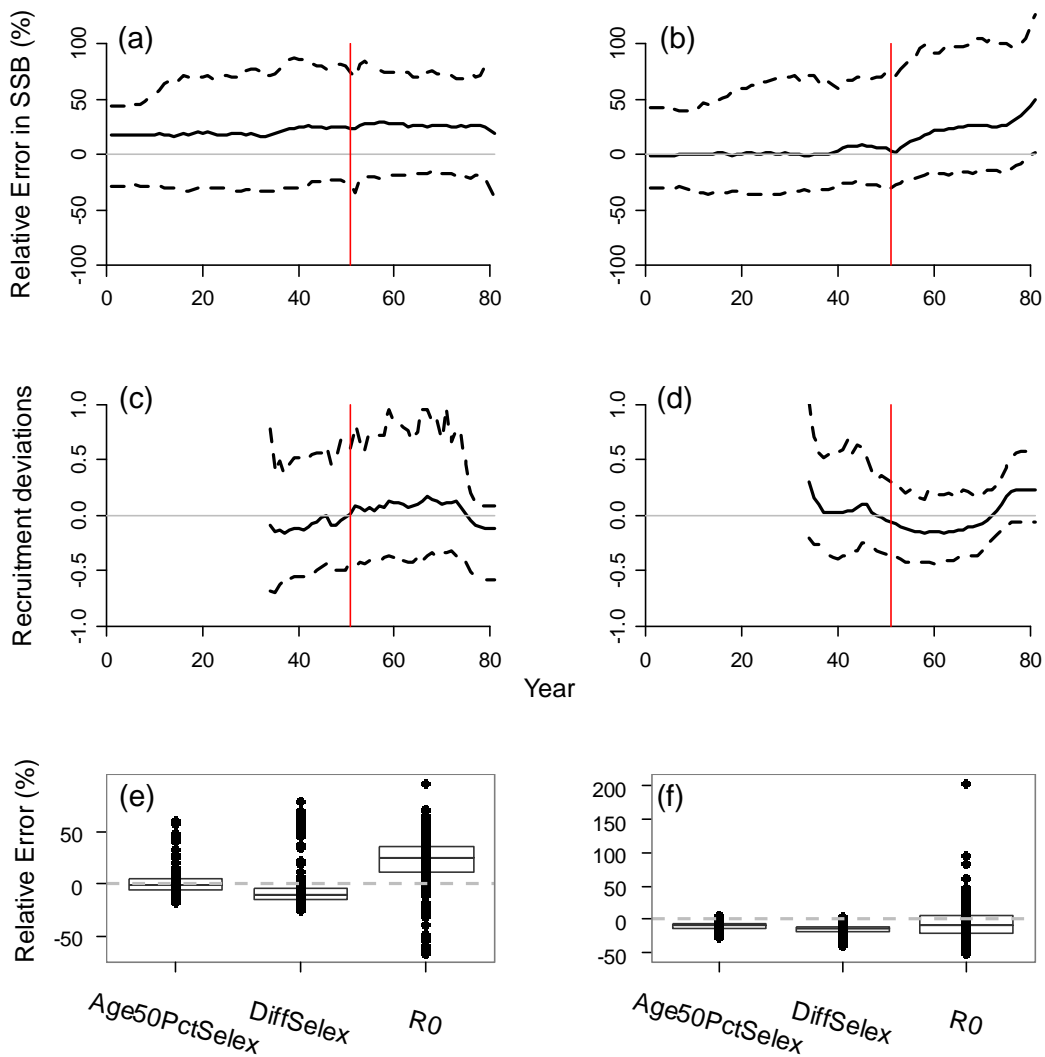 (a)
(b)
Relative Error in SSB (%)
100
50
0
-50
-100
0 20 40 60 80
100
50
0
-50
-100
0 20 40 60 80
(c)
(d)
Recruitment deviations
1.0
0.5
0.0
-0.5
-1.0
0 20 40 60 80
1.0
0.5
0.0
-0.5
-1.0
0 20 40 60 80
Year
(e)
(f)
Relative Error (%)
50
0
-50
Age50PctSelex DiffSelex R0
200
150
100
50
0
-50
Age50PctSelex DiffSelex R0